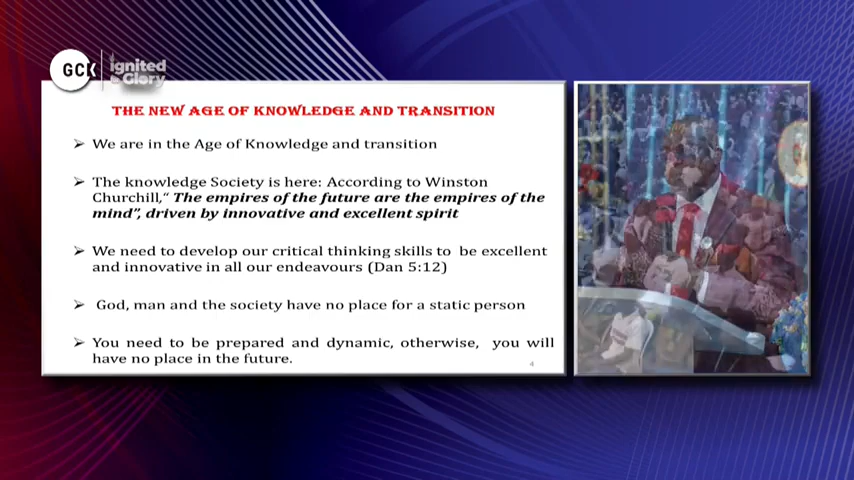 GCK
Ignited
Glory
THE NEW AGE OF KNOWLEDGE AND TRANSITION
➤ We are in the Age of Knowledge and transition
➤ The knowledge Society is here: According to Winston
Churchill,“ The empires of the future are the empires of the
mind”, driven by innovative and excellent spirit
➤ We need to develop our critical thinking skills to be excellent
and innovative in all our endeavours (Dan 5:12)
➤ God, man and the society have no place for a static person
➤ You need to be prepared and dynamic, otherwise, you will
have no place in the future.
4